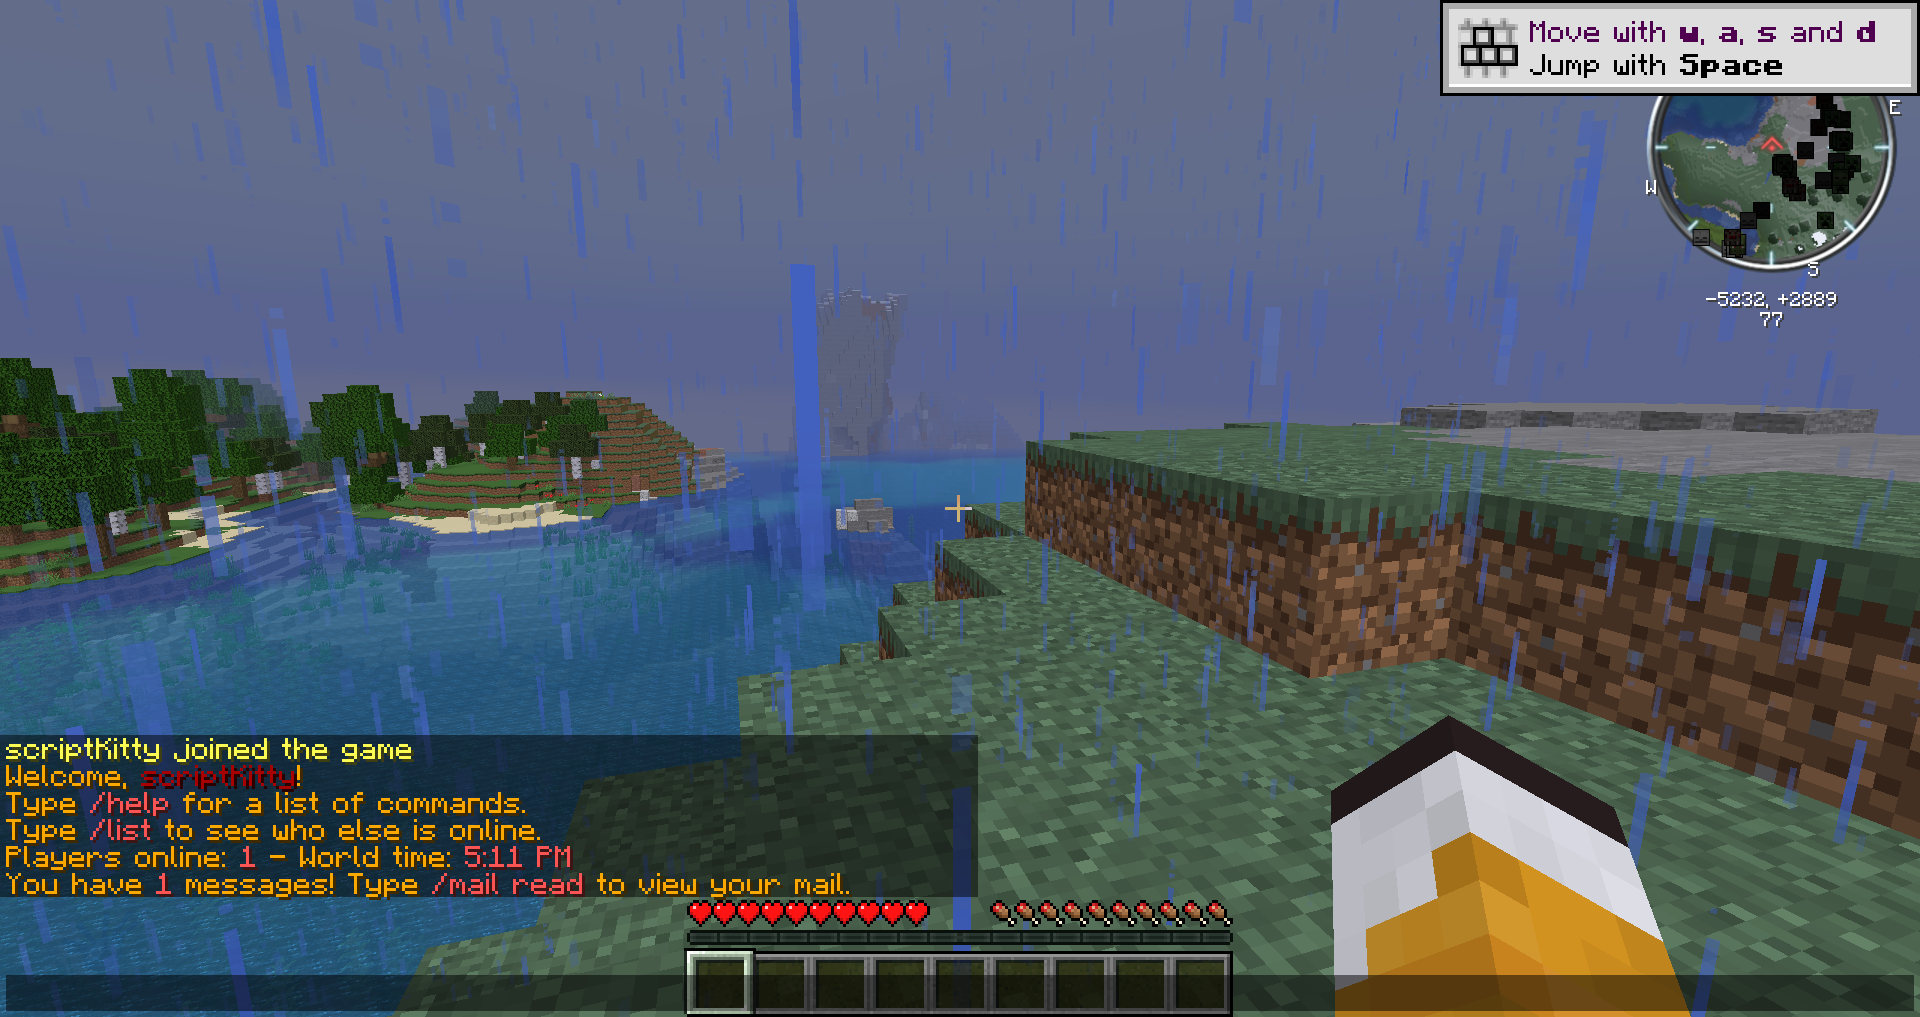 Move with w, a, s and d
Jump with Space
E
W
S
-5232, +2889
77
scriptKitty joined the game
Welcome, scriptKitty!
Type /help for a list of commands.
Type /list to see who else is online.
Players online: 1 - World time: 5:11 PM
You have 1 messages! Type /mail read to view your mail.